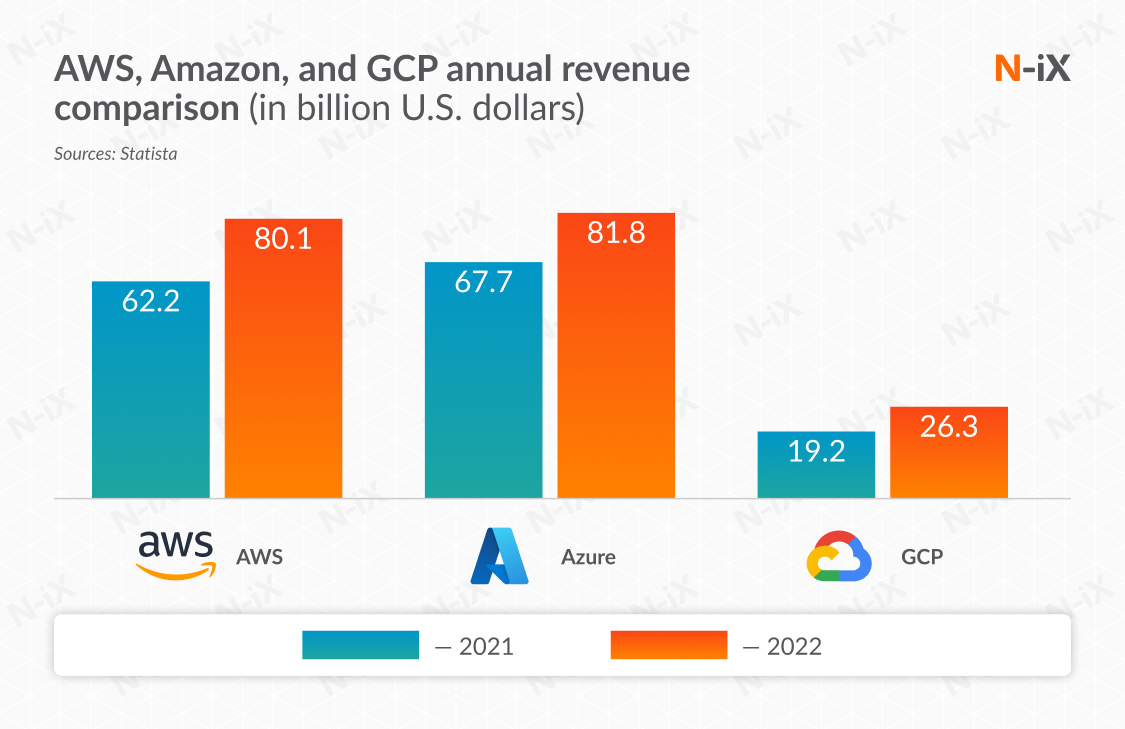 AWS, Amazon, and GCP annual revenue
comparison (in billion U.S. dollars)
N-iX
Sources: Statista
62.2
80.1
67.7
81.8
19.2
26.3
aws AWS
Azure
GCP
— 2021
— 2022